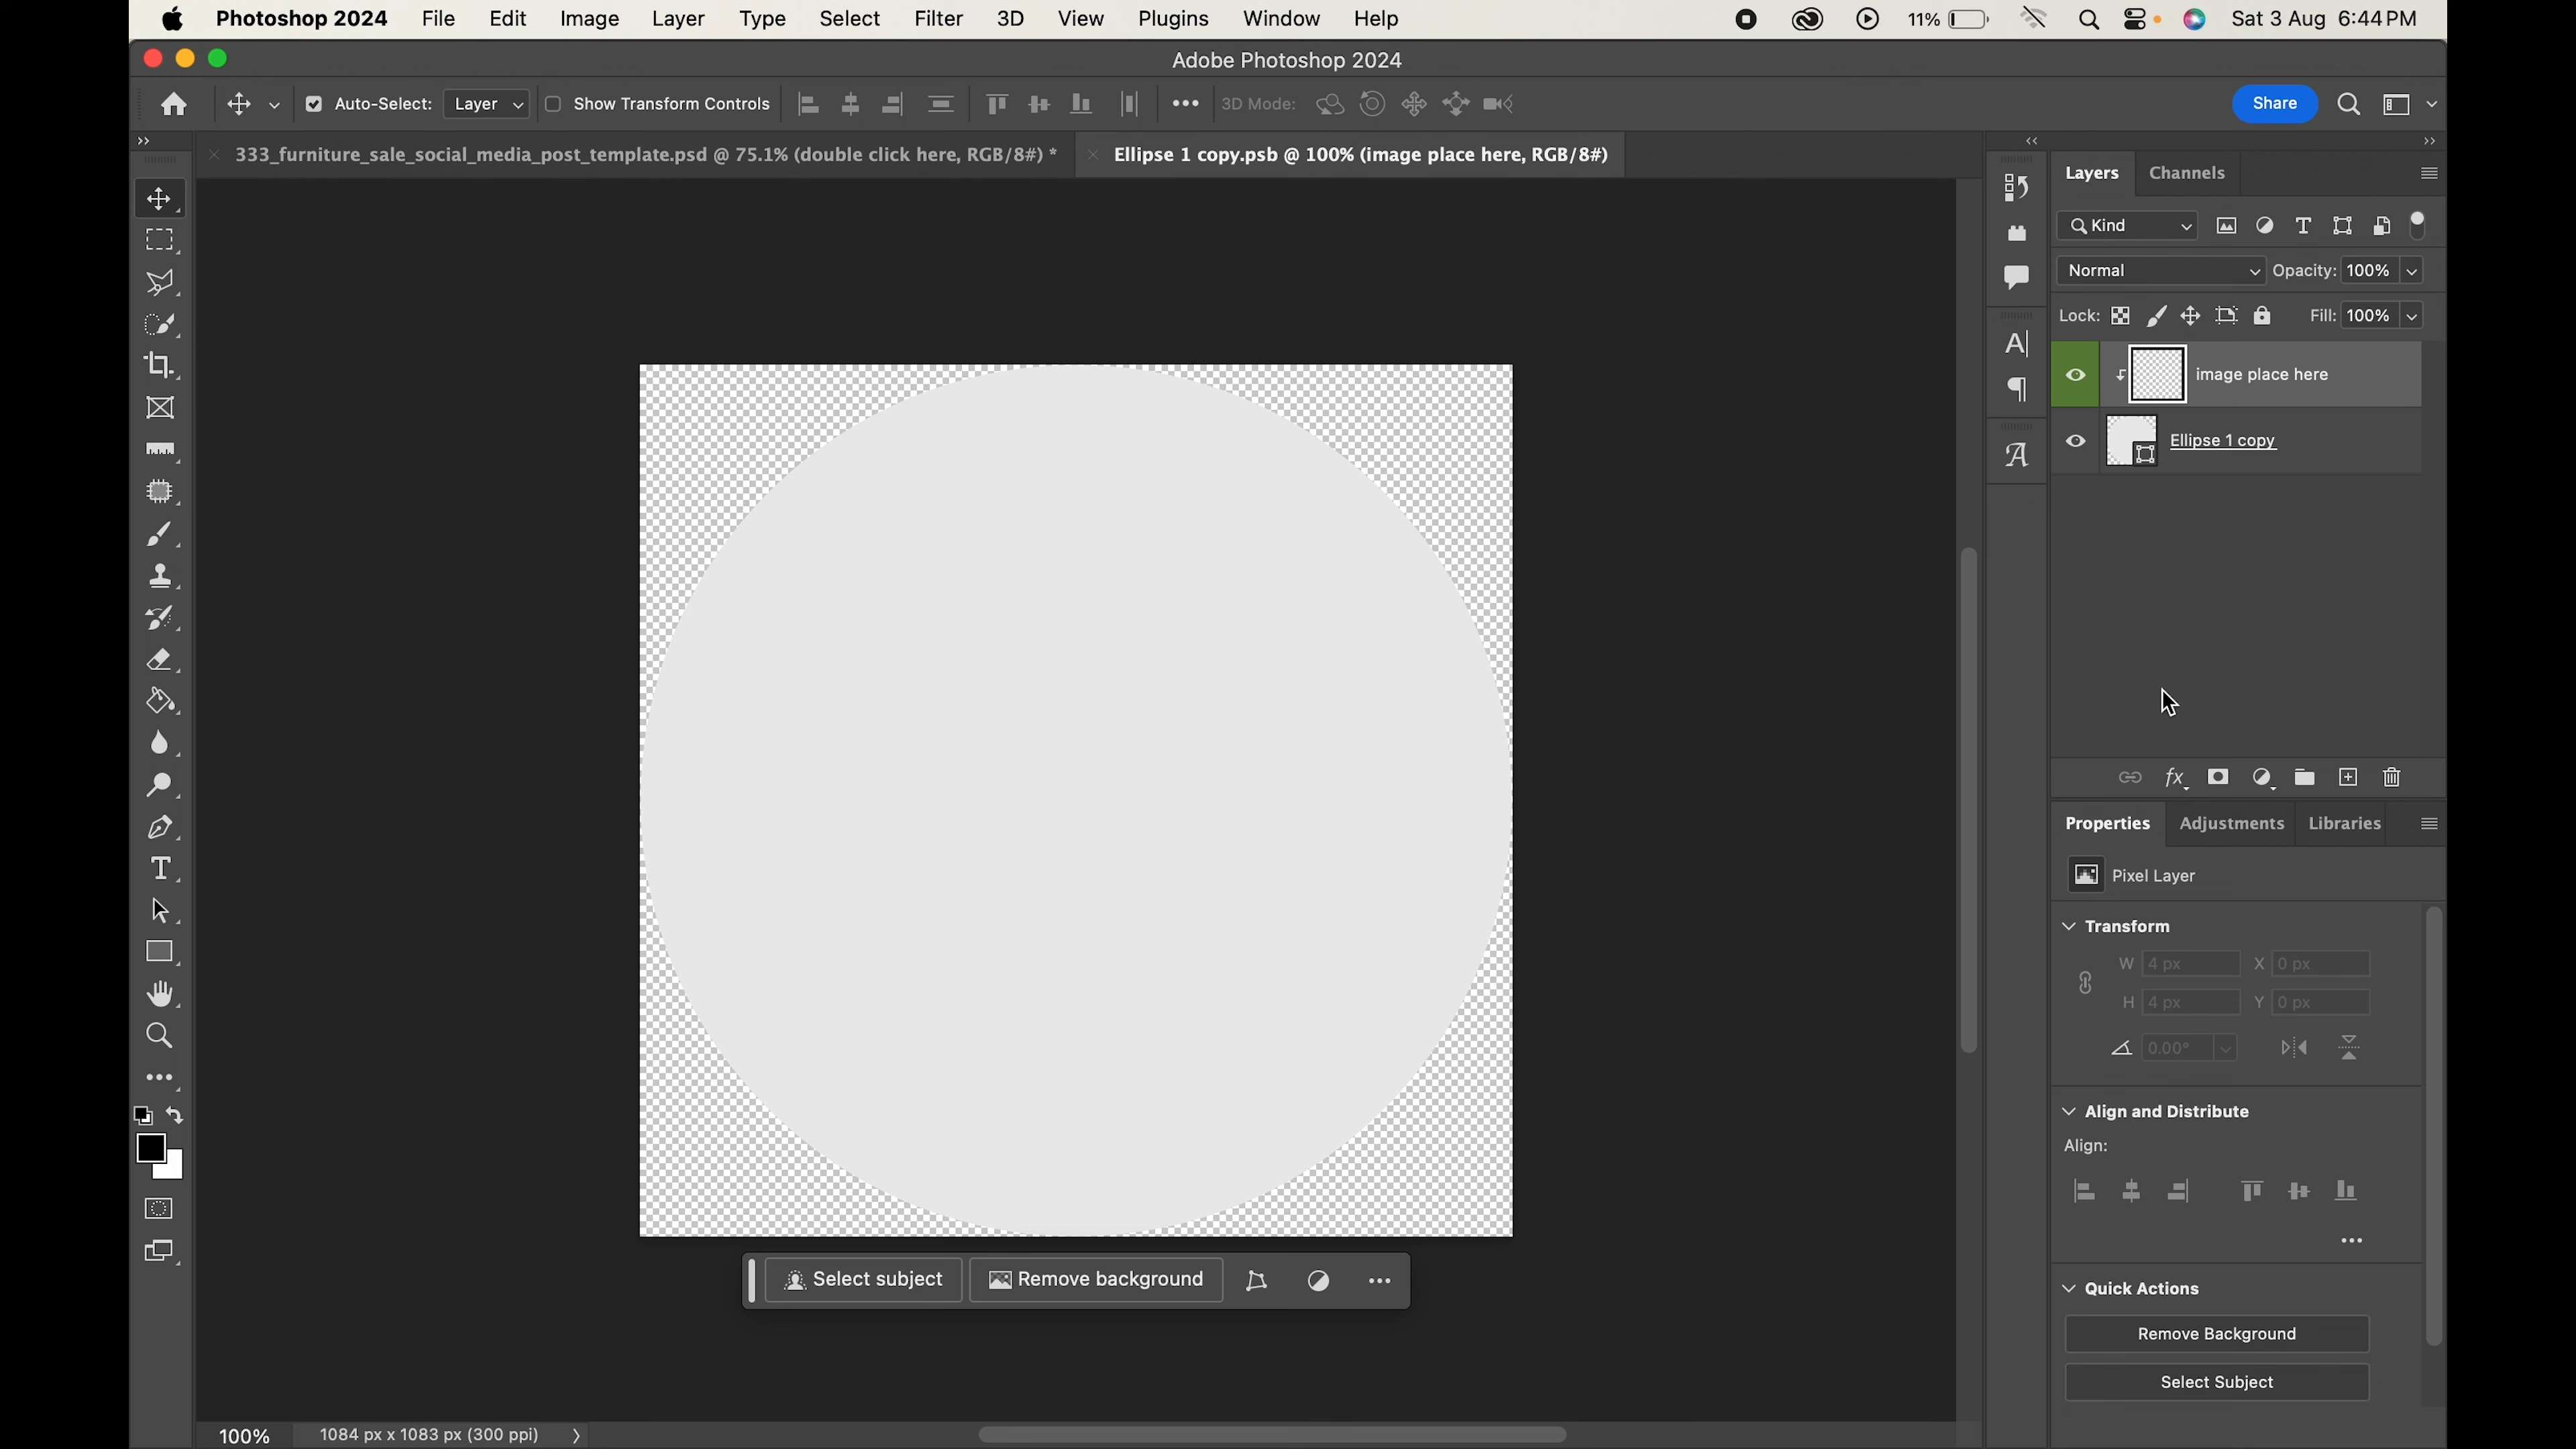 Photoshop 2024 File Edit Image Layer Type Select Filter 3D View Plugins Window Help 11% Sat 3 Aug 6:44 PM
Adobe Photoshop 2024
Auto-Select: Layer Show Transform Controls 3D Mode: Share
333_furniture_sale_social_media_post_template.psd @ 75.1% (double click here, RGB/8#) * Ellipse 1 copy.psb @ 100% (image place here, RGB/8#)
Layers Channels
Kind
Normal Opacity: 100%
Lock: Fill: 100%
image place here
Ellipse 1 copy
fx
Properties Adjustments Libraries
Pixel Layer
Transform
W 4 px X 0 px
H 4 px Y 0 px
0.00°
Align and Distribute
Align:
Quick Actions
Remove Background
Select Subject
Select subject Remove background
100% 1084 px x 1083 px (300 ppi)